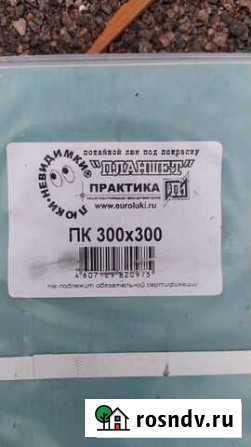 ЛЮКИ-НЕВИДИМКИ®
потайной люк под покраску
"ПЛАНШЕТ"
ПРАКТИКА
www.euroluki.ru
ПК 300х300
Не подлежит обязательной сертификации
rosndv.ru